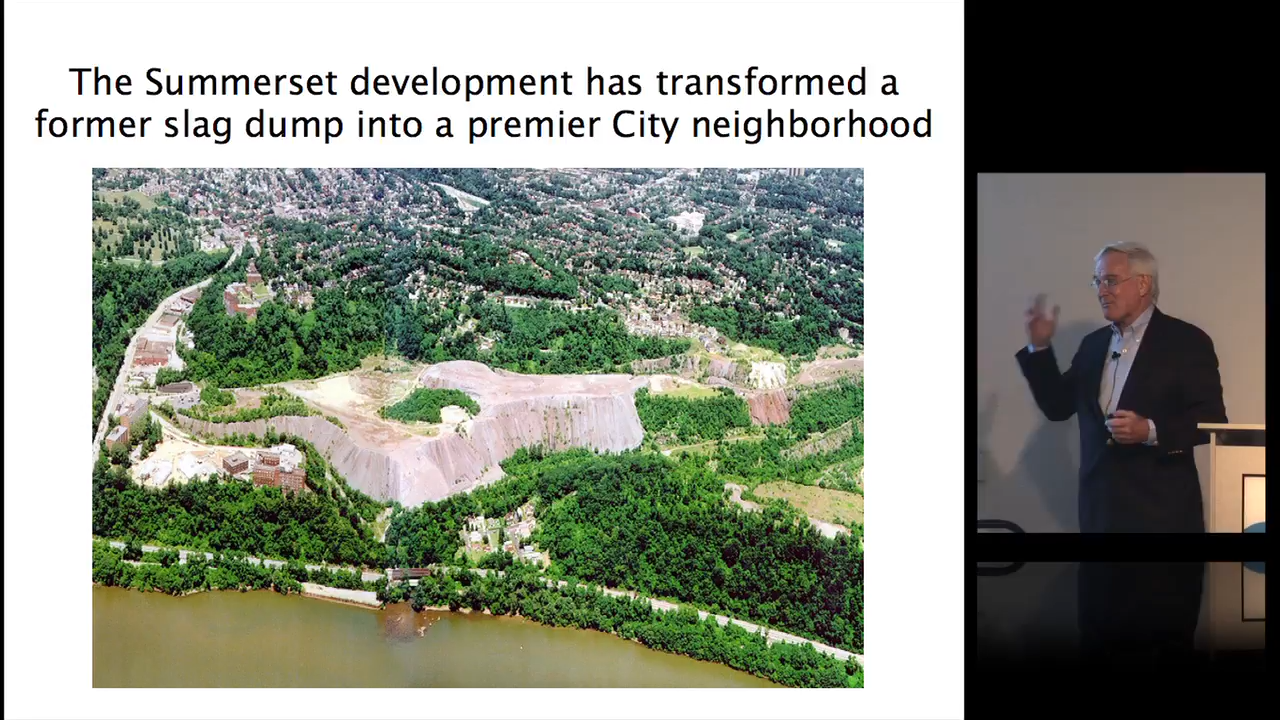 The Summerset development has transformed a
former slag dump into a premier City neighborhood